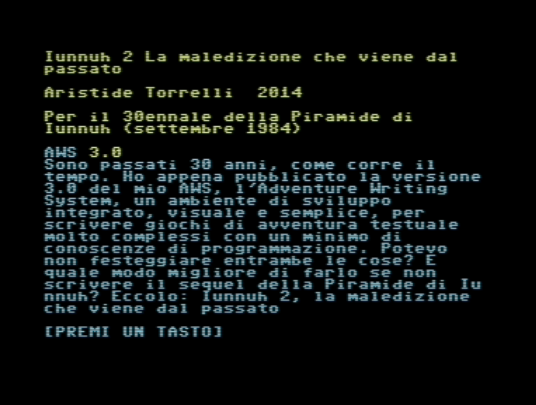 Iunnuh 2 La maledizione che viene dal
passato
Aristide Torrelli  2014
Per il 30ennale della Piramide di
Iunnuh (settembre 1984)
AWS 3.0
Sono passati 30 anni, come corre il
tempo. Ho appena pubblicato la versione
3.0 del mio AWS, l'Adventure Writing
System, un ambiente di sviluppo
integrato, visuale e semplice, per
scrivere giochi di avventura testuale
molto complessi con un minimo di
conoscenze di programmazione. Potevo
non festeggiare entrambe le cose? E
quale modo migliore di farlo se non
scrivere il sequel della Piramide di Iu
nnuh? Eccolo: Iunnuh 2, la maledizione
che viene dal passato
[PREMI UN TASTO]